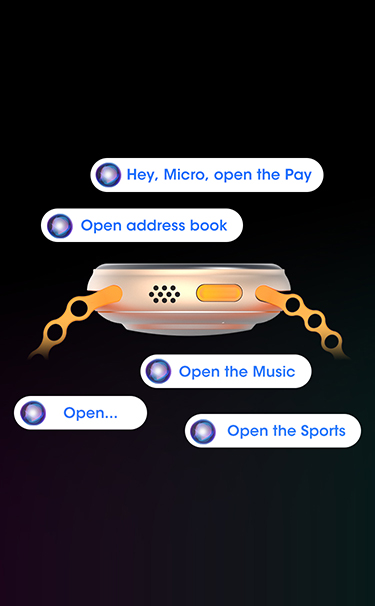 Hey, Micro, open the Pay
Open address book
Open the Music
Open...
Open the Sports